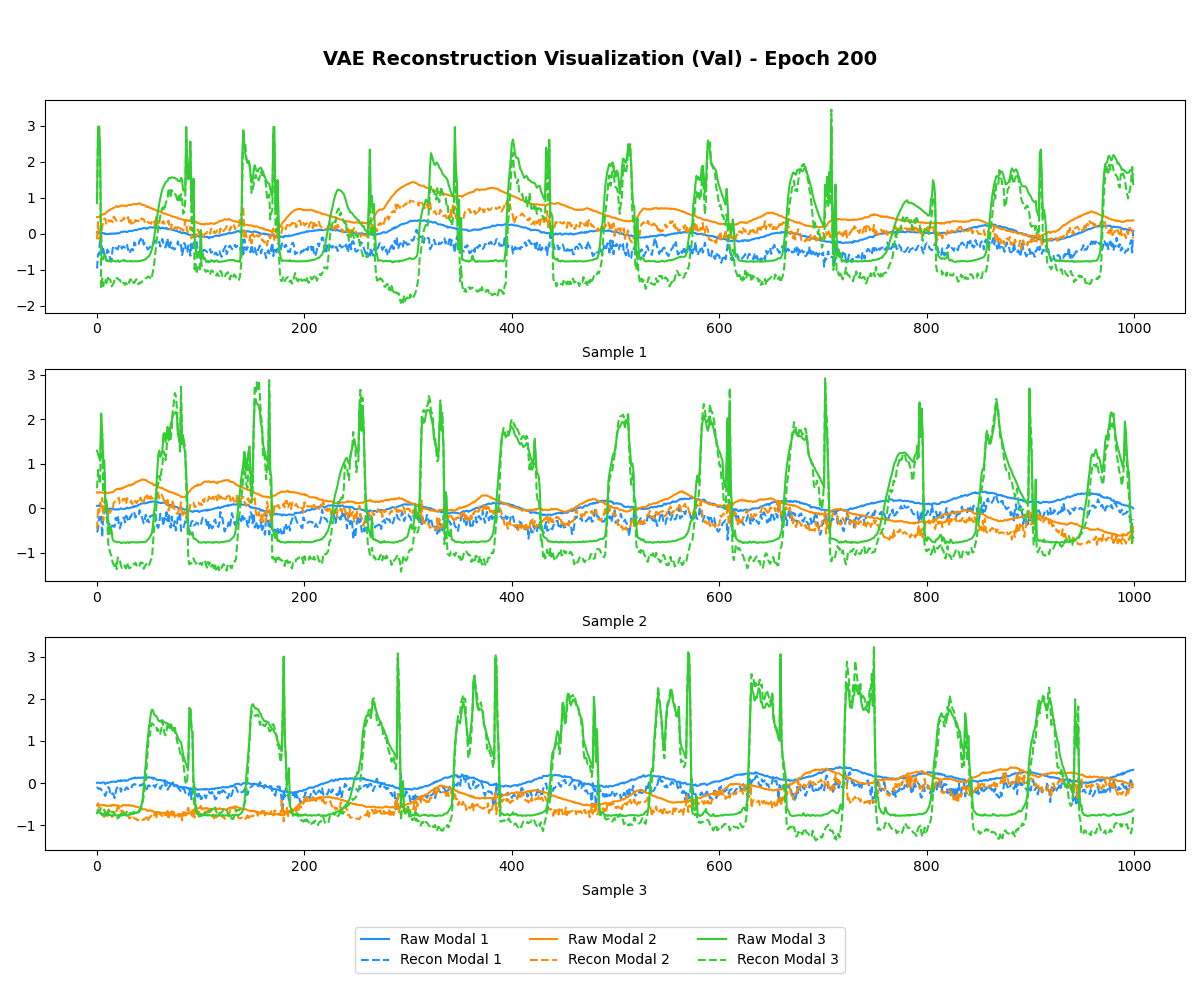 VAE Reconstruction Visualization (Val) - Epoch 200
3
2
1
0
−1
−2
0 200 400 600 800 1000
Sample 1
3
2
1
0
−1
0 200 400 600 800 1000
Sample 2
3
2
1
0
−1
0 200 400 600 800 1000
Sample 3
Raw Modal 1 Raw Modal 2 Raw Modal 3
Recon Modal 1 Recon Modal 2 Recon Modal 3